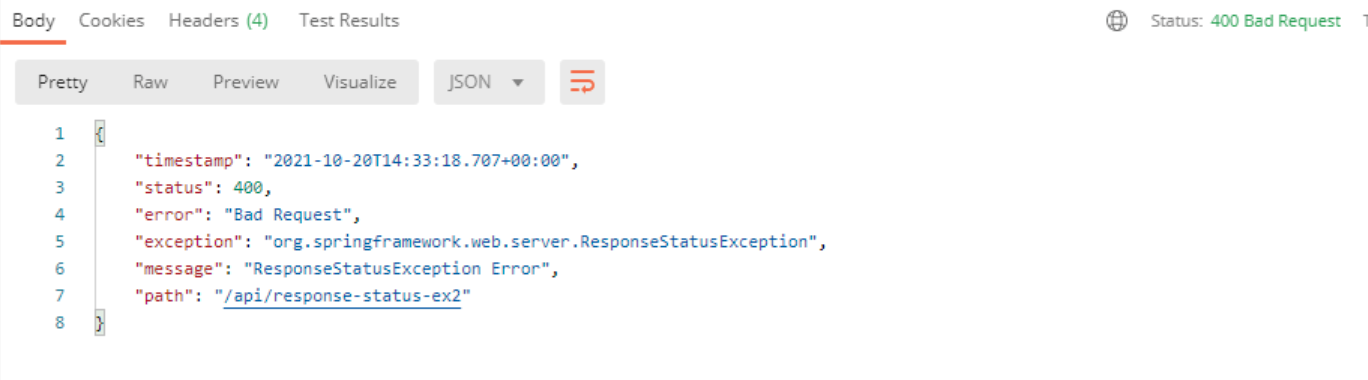 Body Cookies Headers (4) Test Results Status: 400 Bad Request
Pretty Raw Preview Visualize JSON
1 {
2 "timestamp": "2021-10-20T14:33:18.707+00:00",
3 "status": 400,
4 "error": "Bad Request",
5 "exception": "org.springframework.web.server.ResponseStatusException",
6 "message": "ResponseStatusException Error",
7 "path": "/api/response-status-ex2"
8 }